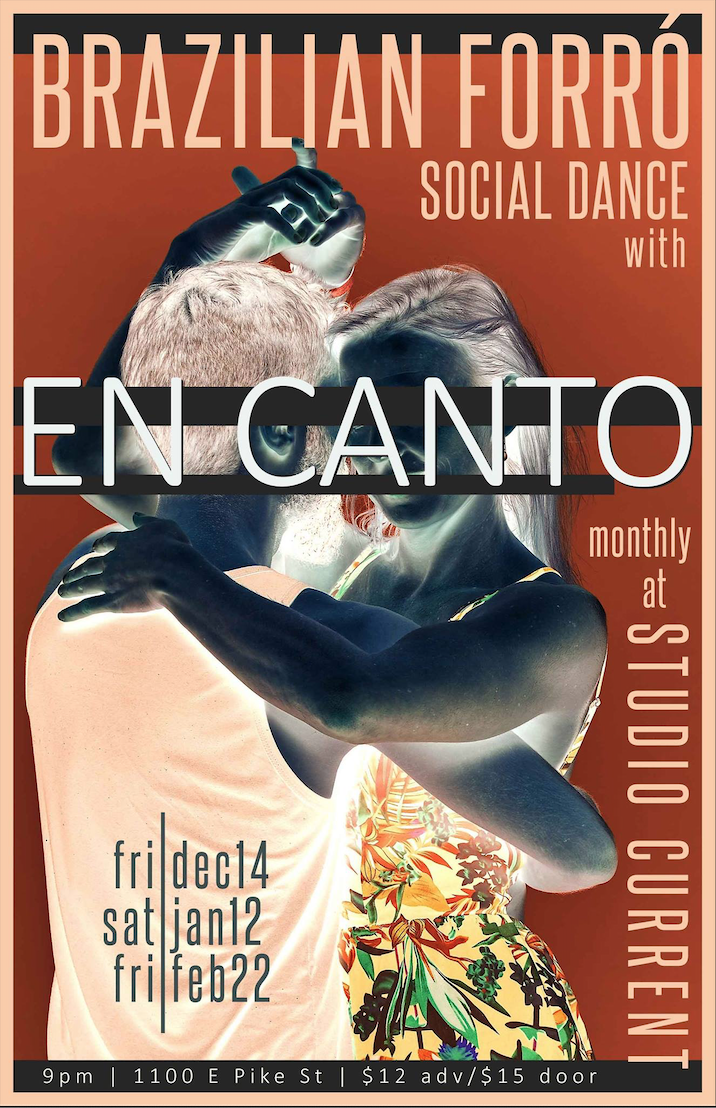 BRAZILIAN FORRÓ
SOCIAL DANCE
with
EN CANTO
monthly
at
STUDIO CURRENT
fri|dec14
sat|jan12
fri|feb22
9pm | 1100 E Pike St | $12 adv/$15 door